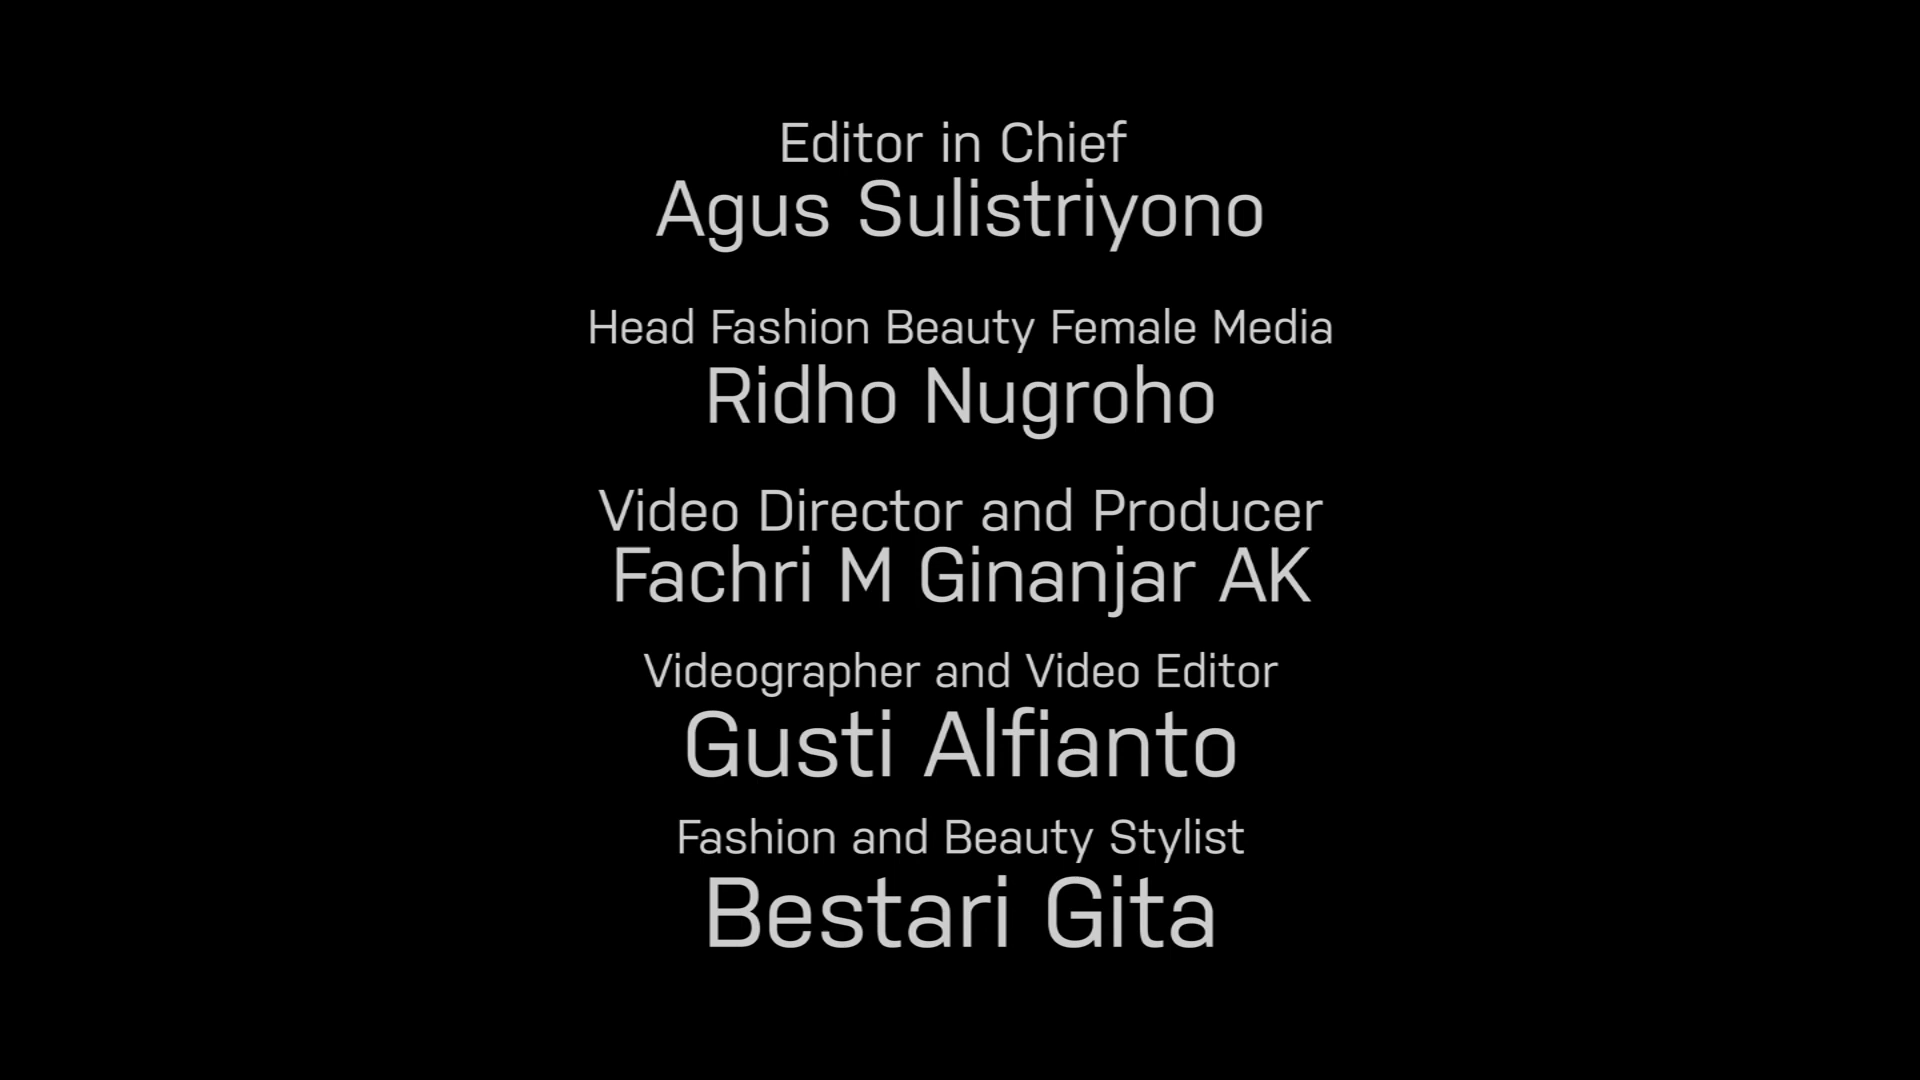 Editor in Chief
Agus Sulistriyono
Head Fashion Beauty Female Media
Ridho Nugroho
Video Director and Producer
Fachri M Ginanjar AK
Videographer and Video Editor
Gusti Alfianto
Fashion and Beauty Stylist
Bestari Gita